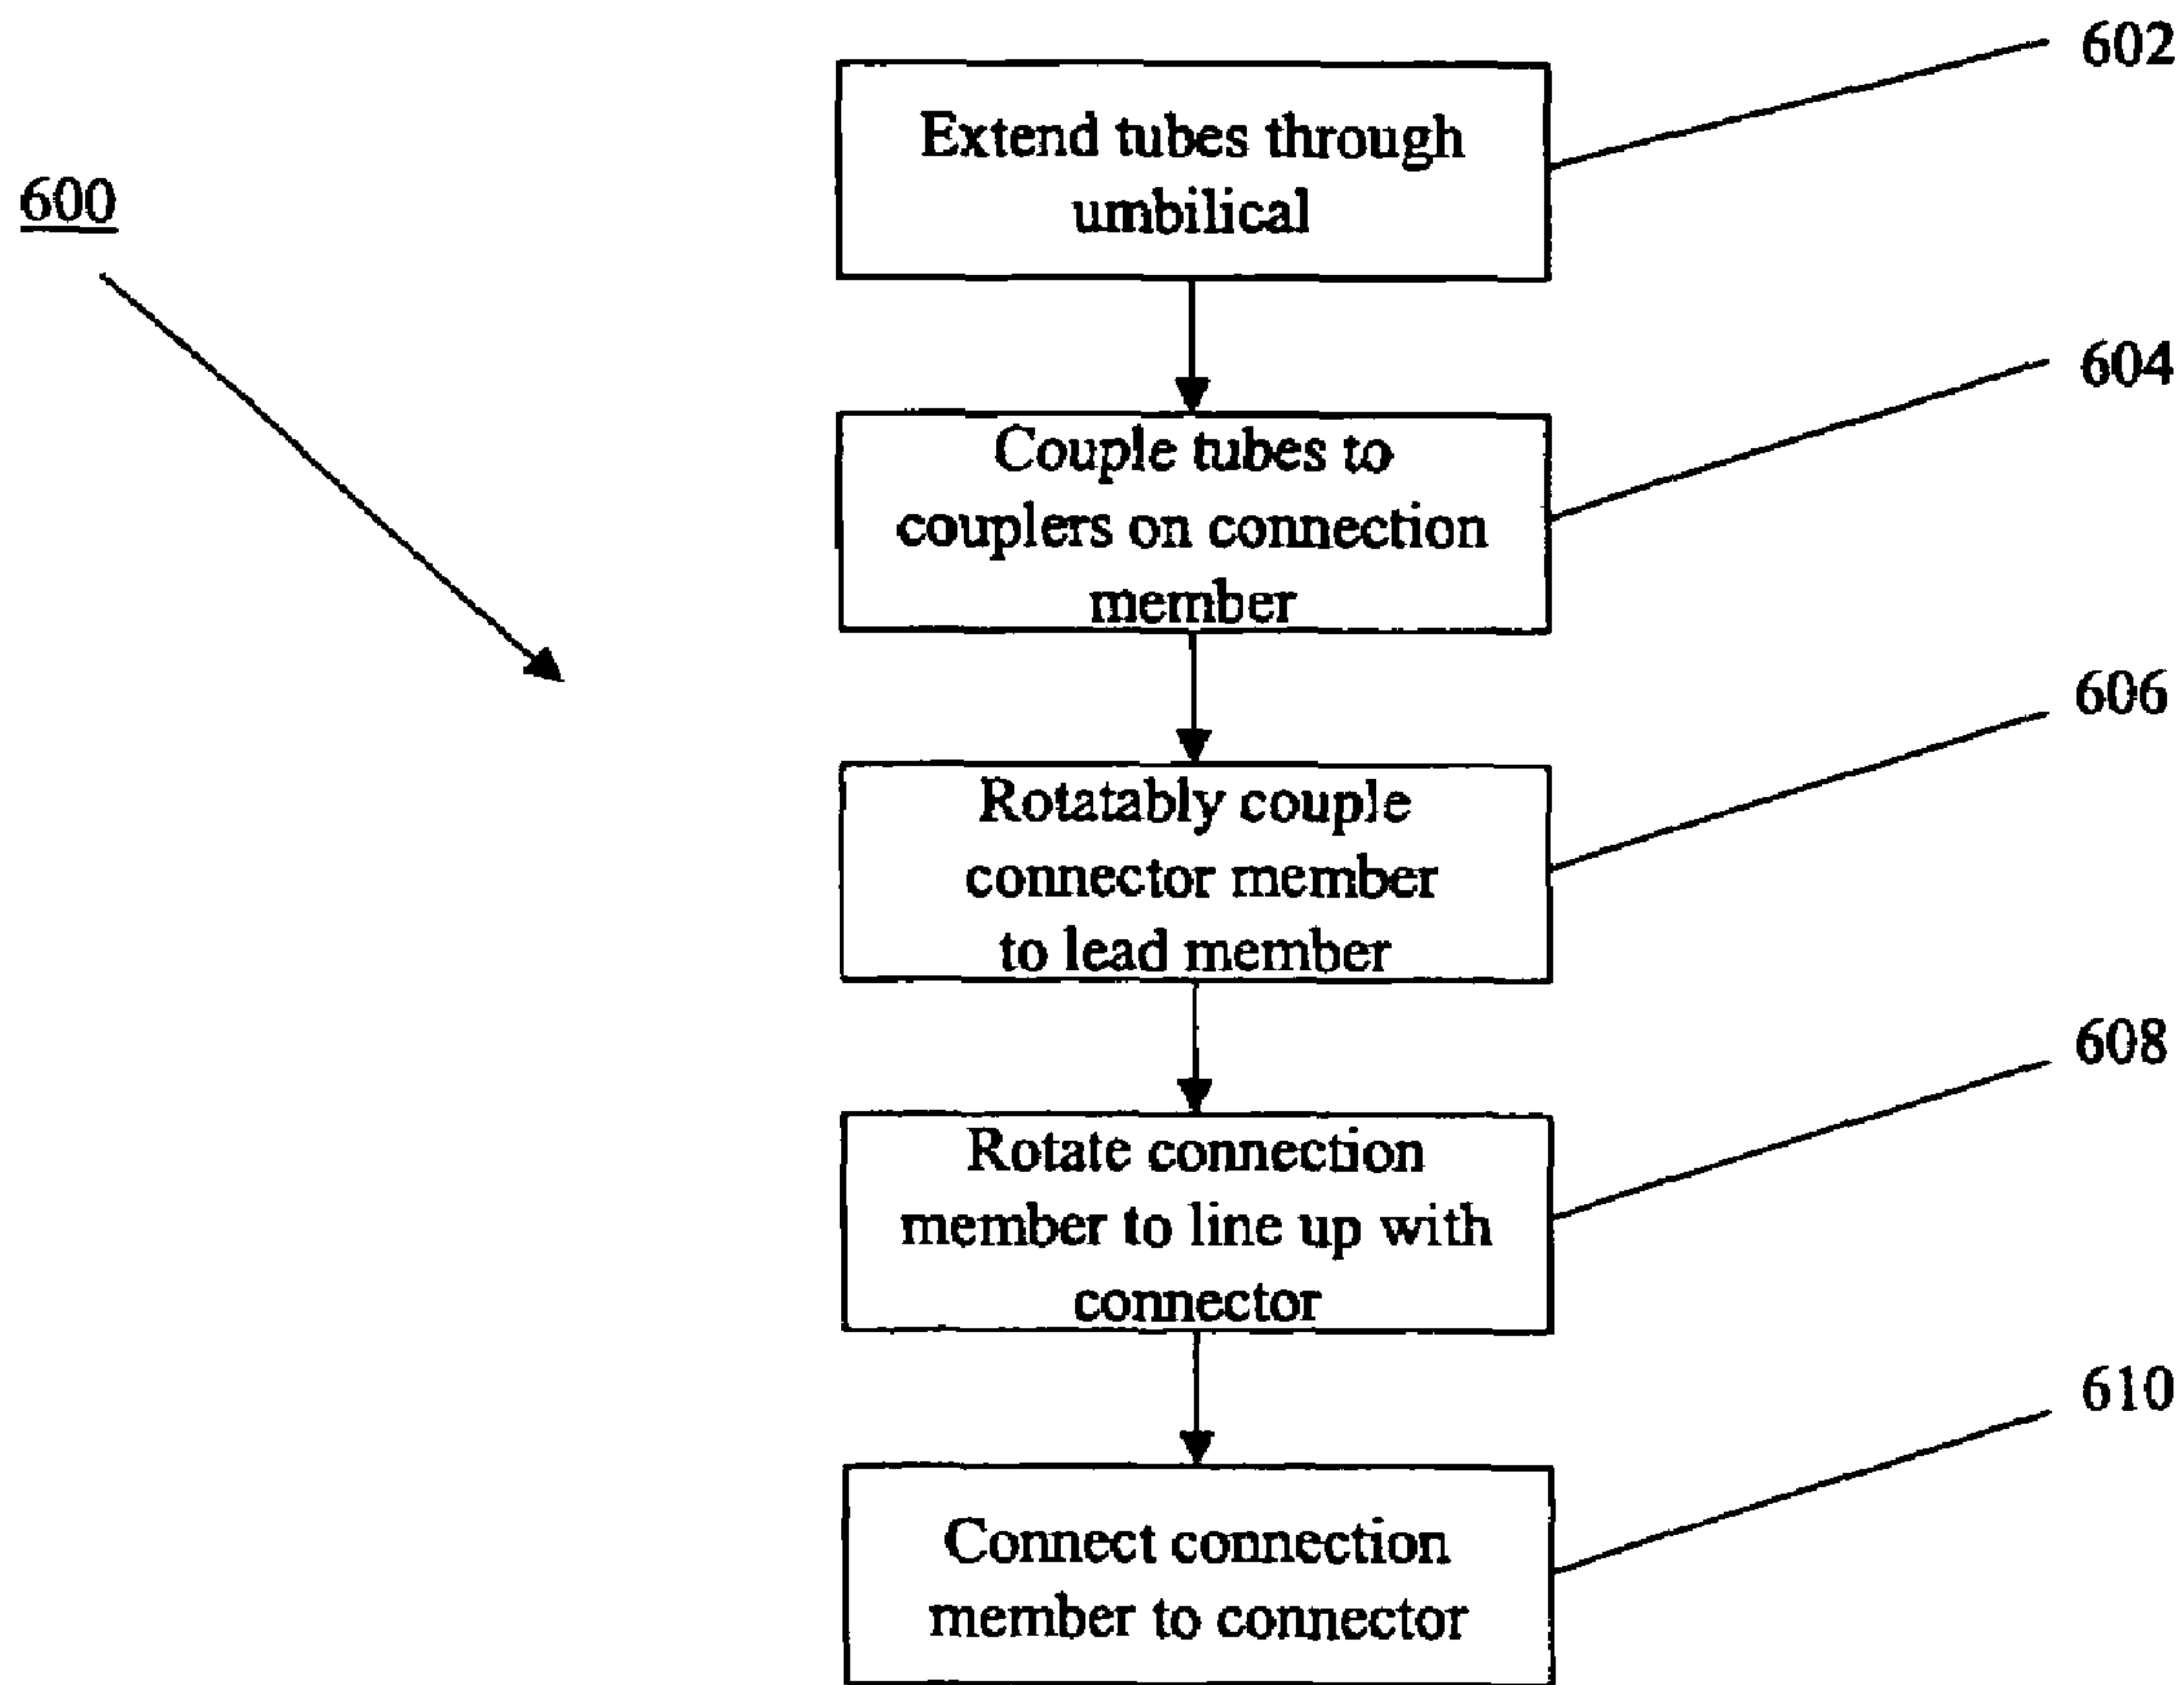 602
Extend tubes through
umbilical
600
604
Couple tubes to
couplers on connection
member
606
Rotatably couple
connector member
to lead member
608
Rotate connection
member to line up with
connector
610
Connect connection
member to connector